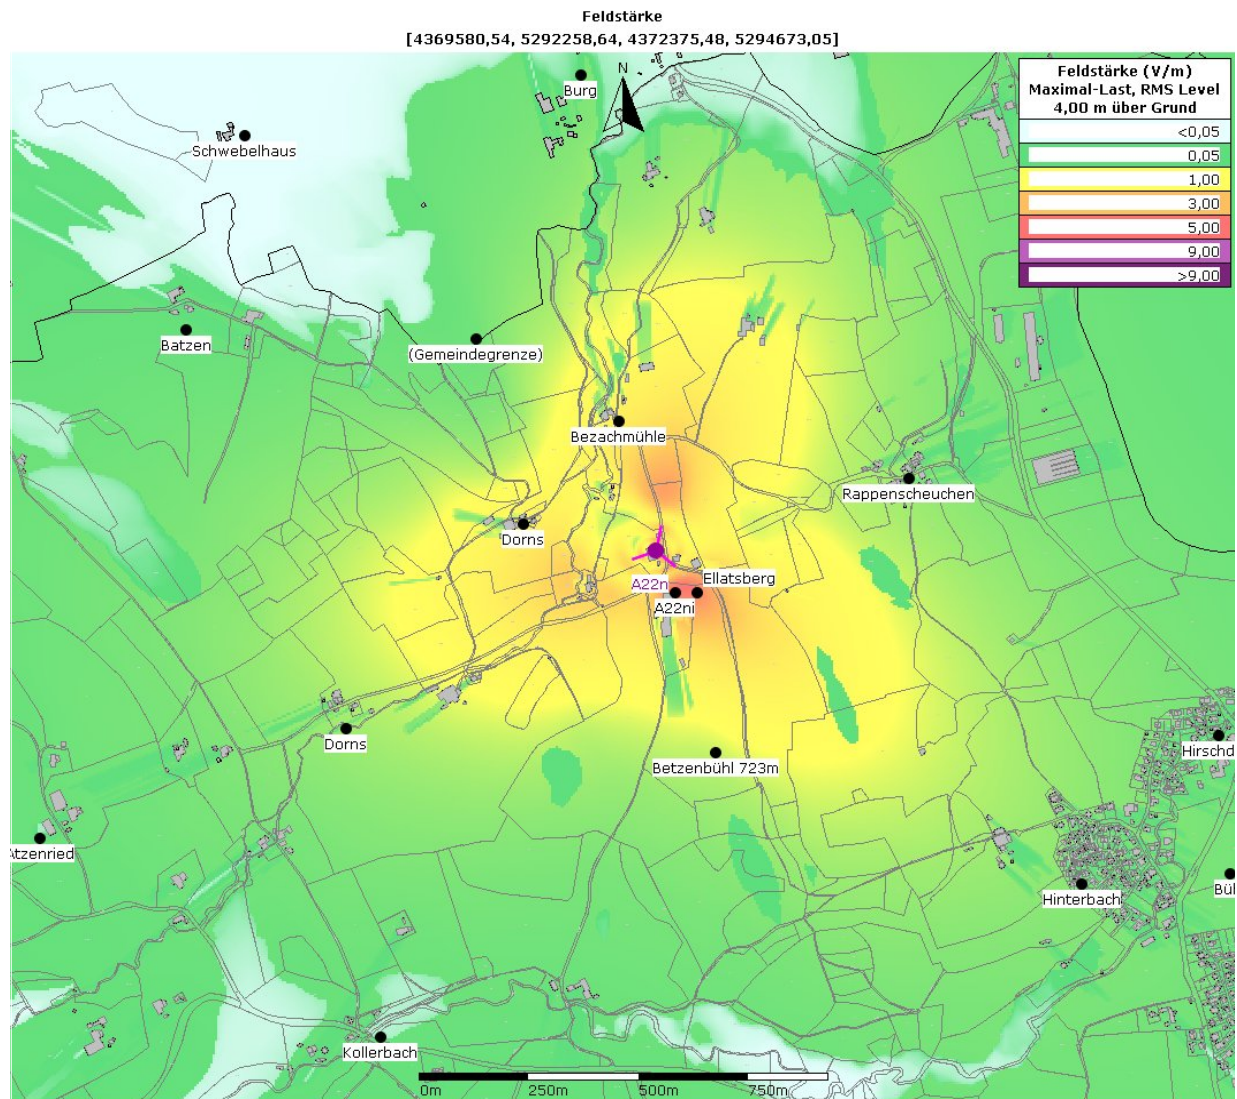 Feldstärke
[4369580,54, 5292258,64, 4372375,48, 5294673,05]
N
Burg
Schwebelhaus
Feldstärke (V/m)
Maximal-Last, RMS Level
4,00 m über Grund
<0,05
0,05
1,00
3,00
5,00
9,00
>9,00
Batzen
(Gemeindegrenze)
Bezachmühle
Rappenscheuchen
Dorns
A22n
Ellatsberg
A22ni
Dorns
Betzenbühl 723m
Hirschd
Atzenried
Hinterbach
Büh
Kollerbach
0m
250m
500m
750m